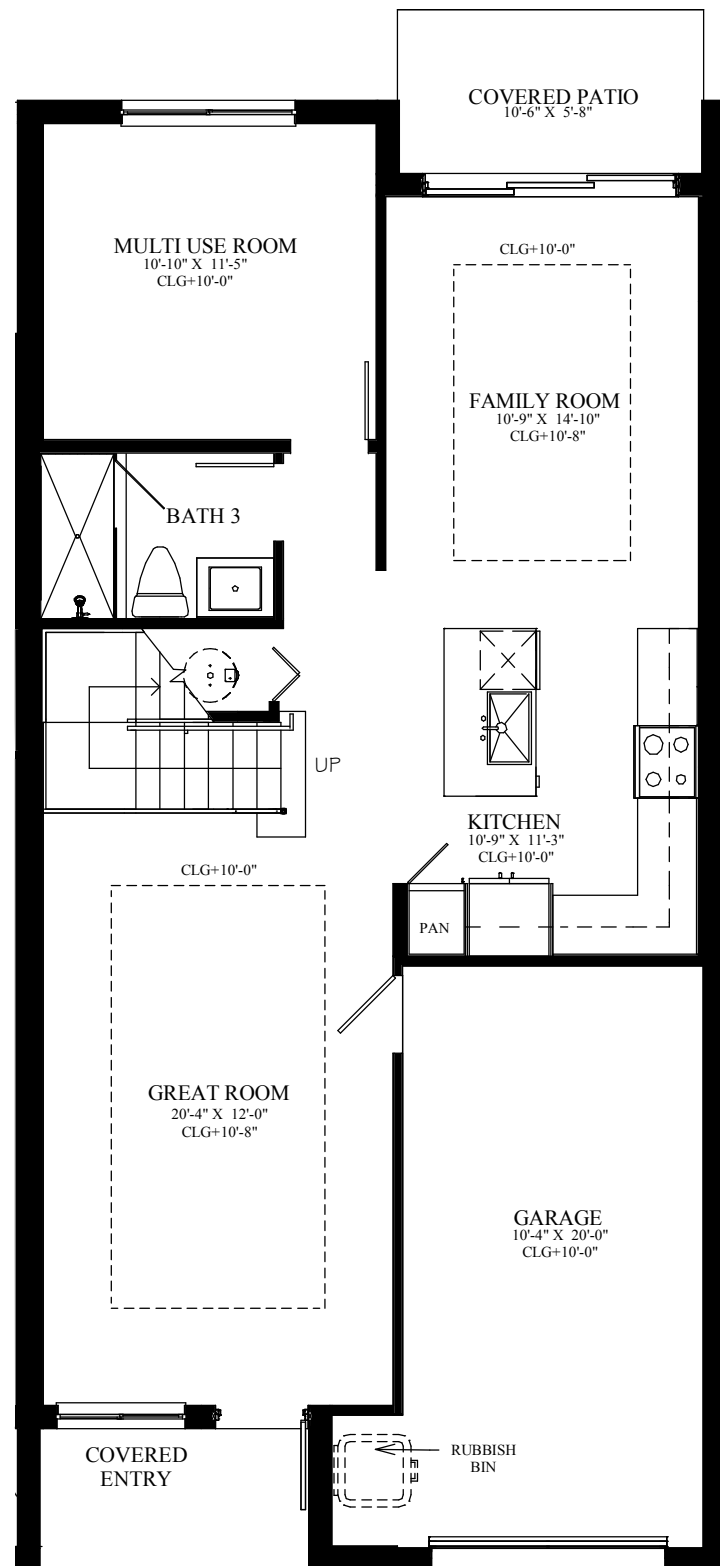 COVERED PATIO
10'-6" X 5'-8"
MULTI USE ROOM
10'-10" X 11'-5"
CLG+10'-0"
CLG+10'-0"
FAMILY ROOM
10'-9" X 14'-10"
CLG+10'-8"
BATH 3
UP
KITCHEN
10'-9" X 11'-3"
CLG+10'-0"
CLG+10'-0"
PAN
GREAT ROOM
20'-4" X 12'-0"
CLG+10'-8"
GARAGE
10'-4" X 20'-0"
CLG+10'-0"
COVERED
ENTRY
RUBBISH
BIN